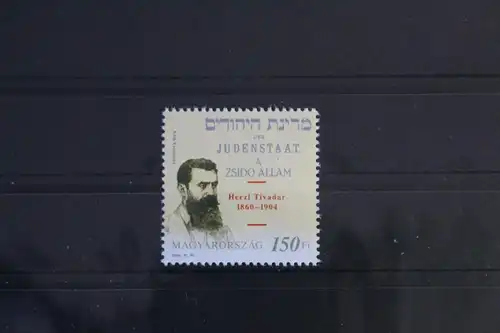 מדינת היהודים
DER
JUDENSTAAT
A
ZSIDÓ ÁLLAM
Herzl Tivadar
1860-1904
MAGYARORSZÁG 150 Ft